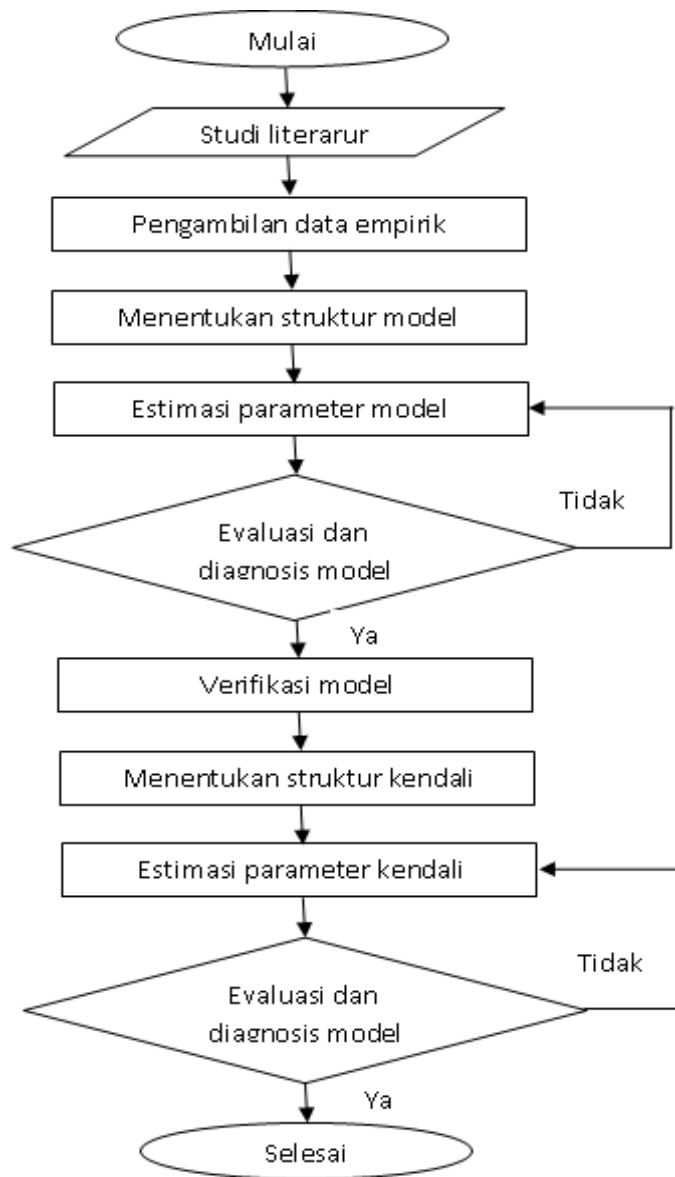 Mulai
Studi literarur
Pengambilan data empirik
Menentukan struktur model
Estimasi parameter model
Tidak
Evaluasi dan
diagnosis model
Ya
Verifikasi model
Menentukan struktur kendali
Estimasi parameter kendali
Tidak
Evaluasi dan
diagnosis model
Ya
Selesai